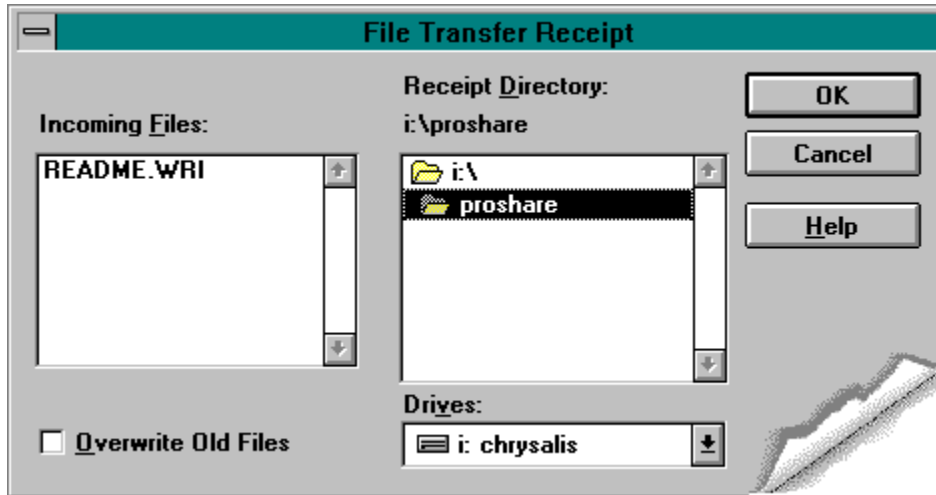 File Transfer Receipt
Incoming Files:
README.WRI
Overwrite Old Files
Receipt Directory:
i:\proshare
i:\
proshare
Drives:
i: chrysalis
OK
Cancel
Help